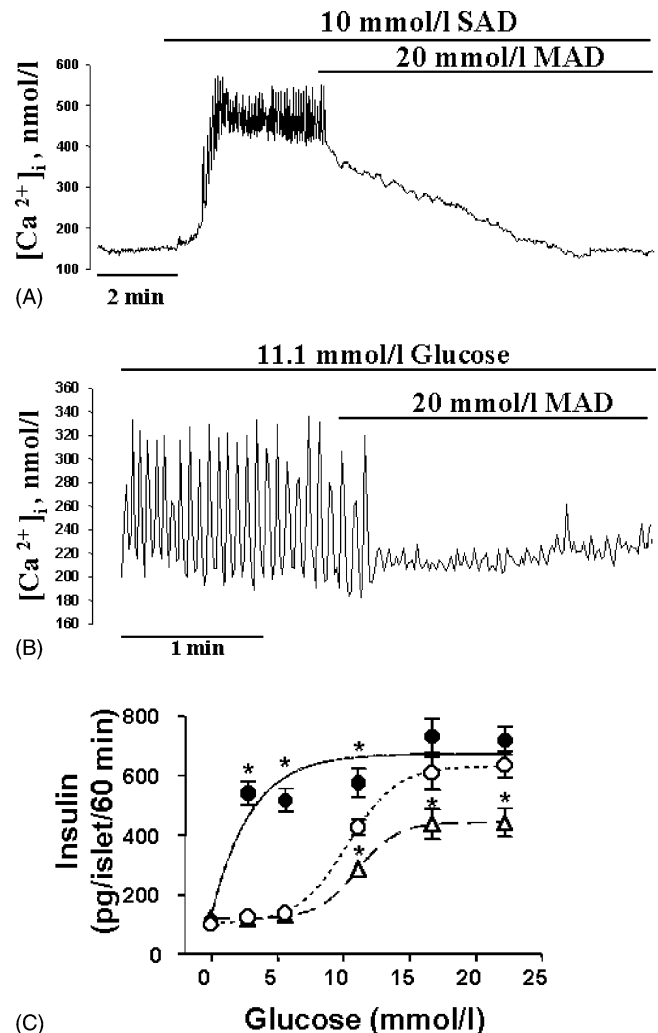 10 mmol/l SAD
20 mmol/l MAD
[Ca 2+]i , nmol/l
600
500
400
300
200
100
2 min
(A)
11.1 mmol/l Glucose
20 mmol/l MAD
[Ca 2+]i , nmol/l
360
340
320
300
280
260
240
220
200
180
160
1 min
(B)
Insulin
(pg/islet/60 min)
800
600
400
200
0
* * * * * *
0 5 10 15 20 25
Glucose (mmol/l)
(C)